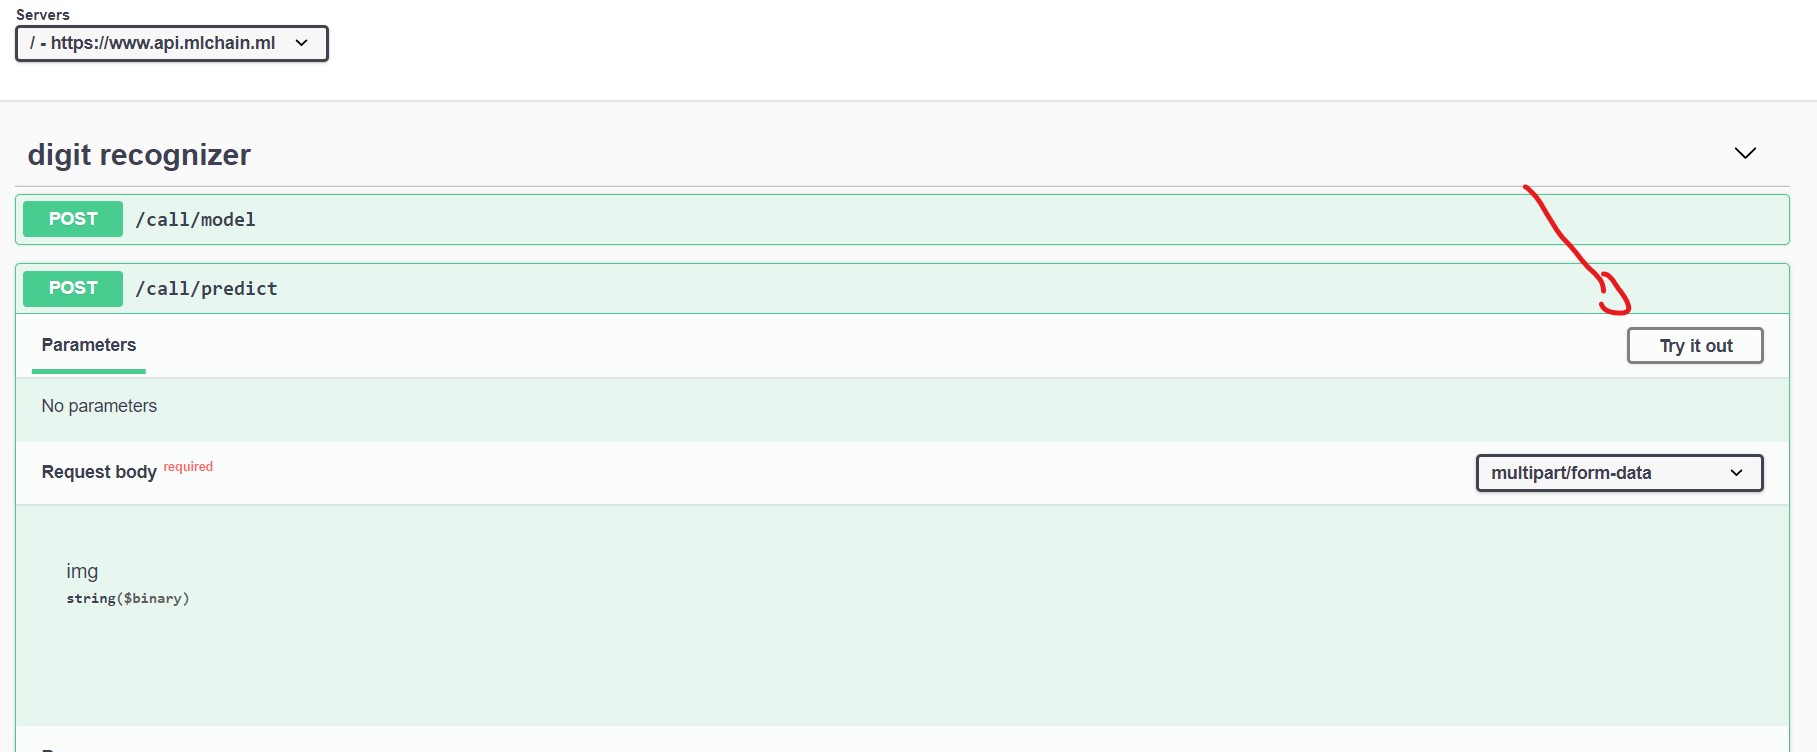 Servers
/ - https://www.api.mlchain.ml
digit recognizer
POST /call/model
POST /call/predict
Parameters
Try it out
No parameters
Request body required
multipart/form-data
img
string($binary)